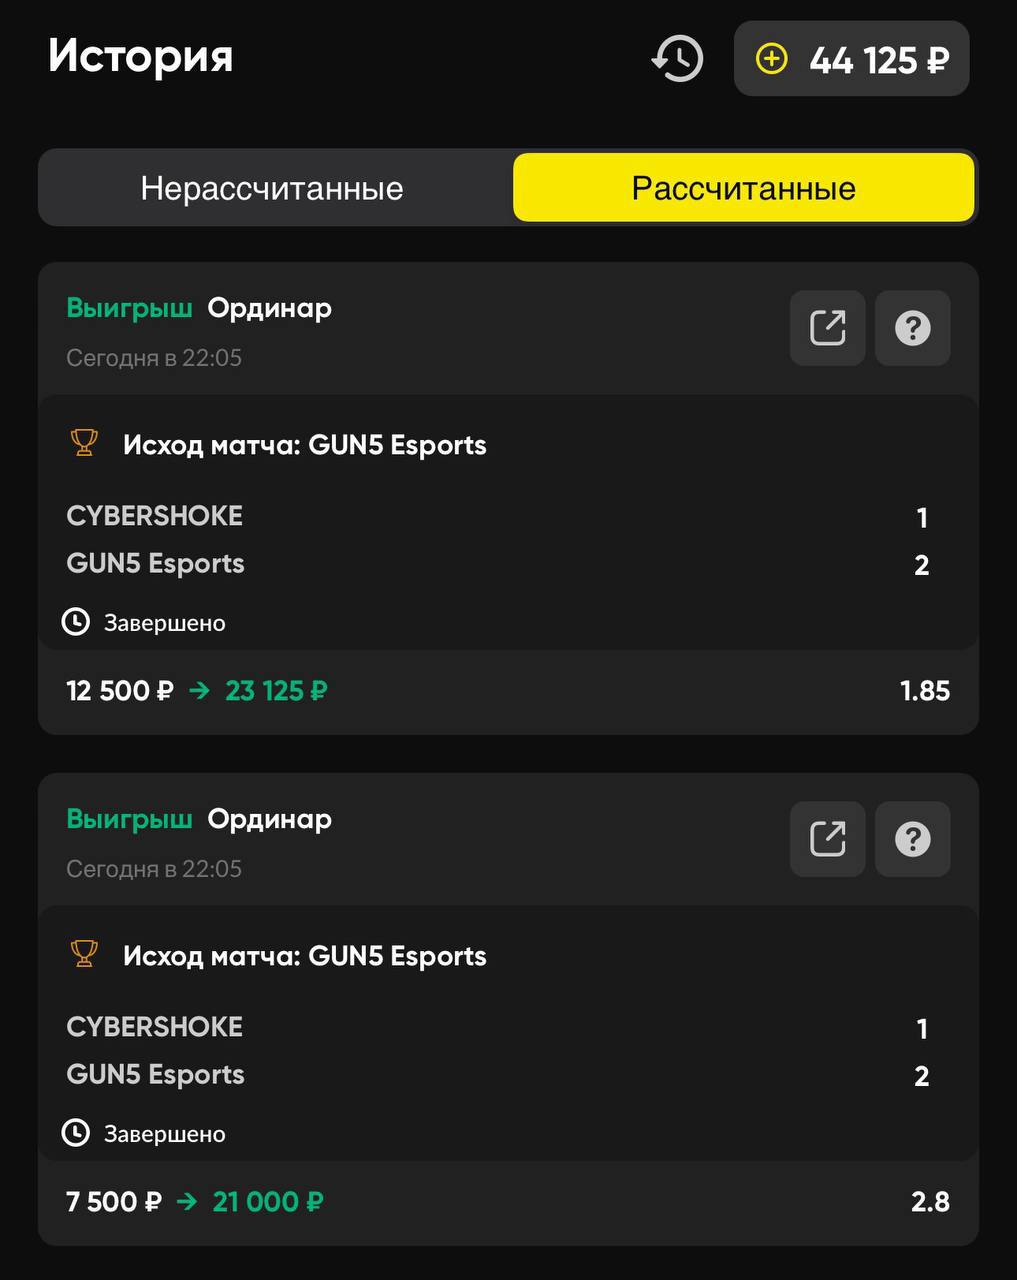 История
44 125 ₽
Нерассчитанные
Рассчитанные
Выигрыш Ординар
Сегодня в 22:05
Исход матча: GUN5 Esports
CYBERSHOKE 1
GUN5 Esports 2
Завершено
12 500 ₽ → 23 125 ₽ 1.85
Выигрыш Ординар
Сегодня в 22:05
Исход матча: GUN5 Esports
CYBERSHOKE 1
GUN5 Esports 2
Завершено
7 500 ₽ → 21 000 ₽ 2.8